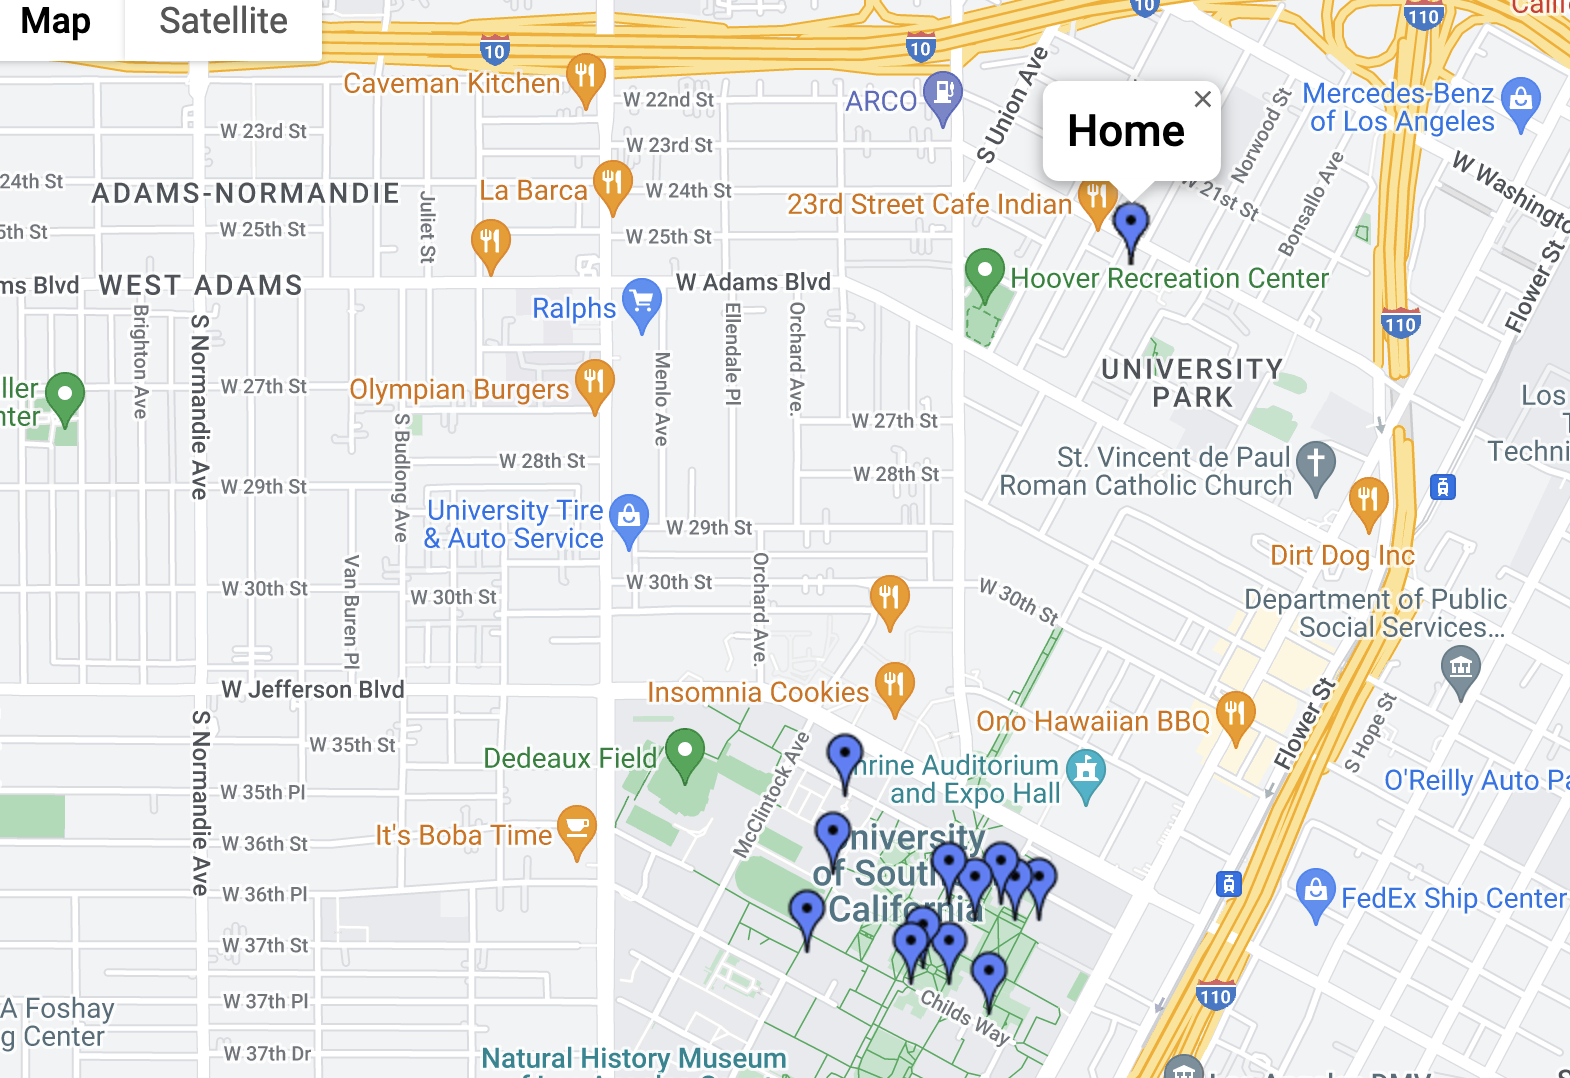 Map
Satellite
10
10
10
110
Caveman Kitchen
W 22nd St
ARCO
S Union Ave
Home
Norwood St
Mercedes-Benz
of Los Angeles
W 23rd St
W 23rd St
24th St
ADAMS-NORMANDIE
Juliet St
La Barca
W 24th St
23rd Street Cafe Indian
W 21st St
Bonsallo Ave
W Washingto
5th St
W 25th St
W 25th St
Flower St
ms Blvd
WEST ADAMS
W Adams Blvd
Hoover Recreation Center
Ralphs
110
Brighton Ave
S Normandie Ave
Ellendale Pl
Orchard Ave.
Menlo Ave
UNIVERSITY
PARK
ller
nter
W 27th St
Olympian Burgers
W 27th St
Los
T
Techni
S Budlong Ave
W 28th St
W 28th St
St. Vincent de Paul
Roman Catholic Church
W 29th St
University Tire
& Auto Service
W 29th St
Dirt Dog Inc
Van Buren Pl
Orchard Ave.
W 30th St
W 30th St
W 30th St
W 30th St
Department of Public
Social Services...
W Jefferson Blvd
Insomnia Cookies
Ono Hawaiian BBQ
Flower St
S Hope St
S Normandie Ave
W 35th St
Dedeaux Field
McClintock Ave
hrine Auditorium
and Expo Hall
O'Reilly Auto Pa
W 35th Pl
It's Boba Time
W 36th St
niversity
of South
California
W 36th Pl
FedEx Ship Center
W 37th St
110
W 37th Pl
A Foshay
g Center
Childs Way
W 37th Dr
Natural History Museum